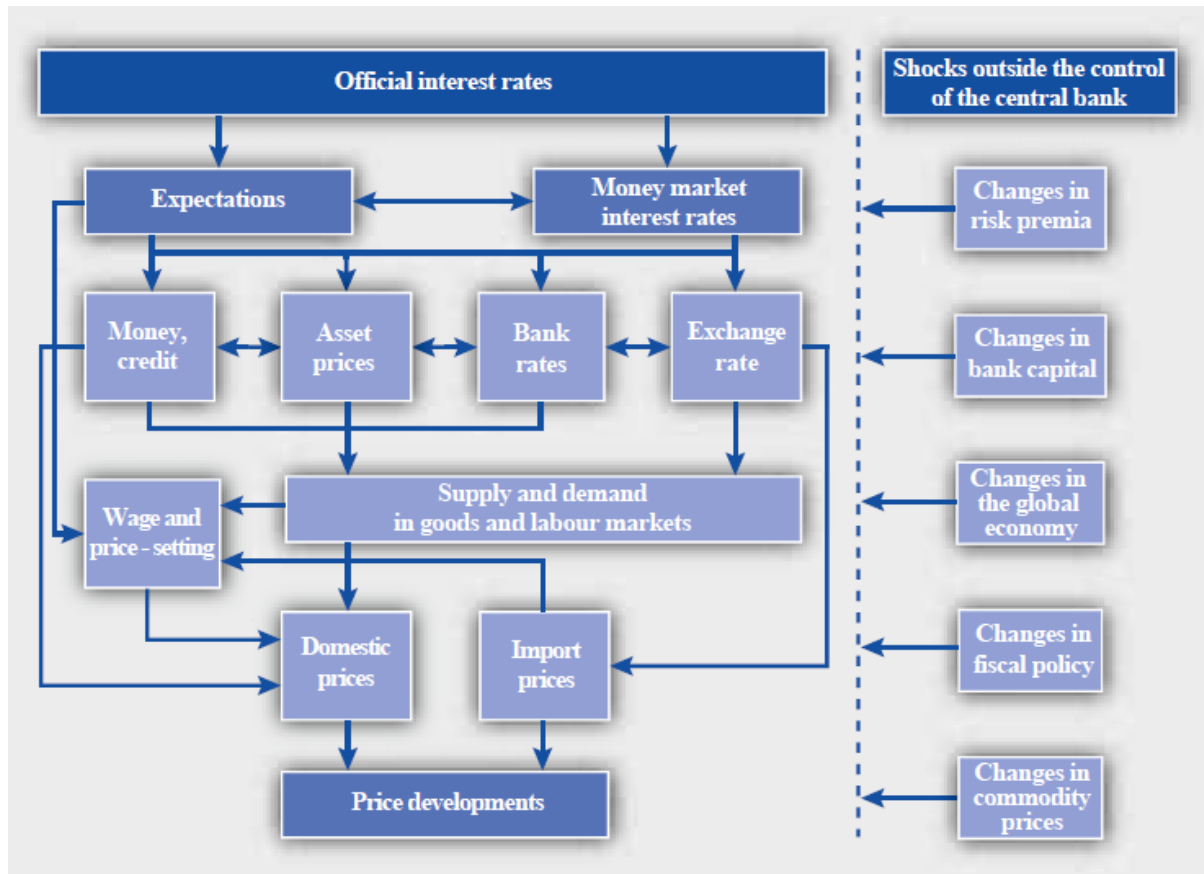 Official interest rates
Shocks outside the control
of the central bank
Expectations
Money market
interest rates
Changes in
risk premia
Money,
credit
Asset
prices
Bank
rates
Exchange
rate
Changes in
bank capital
Supply and demand
in goods and labour markets
Wage and
price - setting
Changes in
the global
economy
Domestic
prices
Import
prices
Changes in
fiscal policy
Price developments
Changes in
commodity
prices